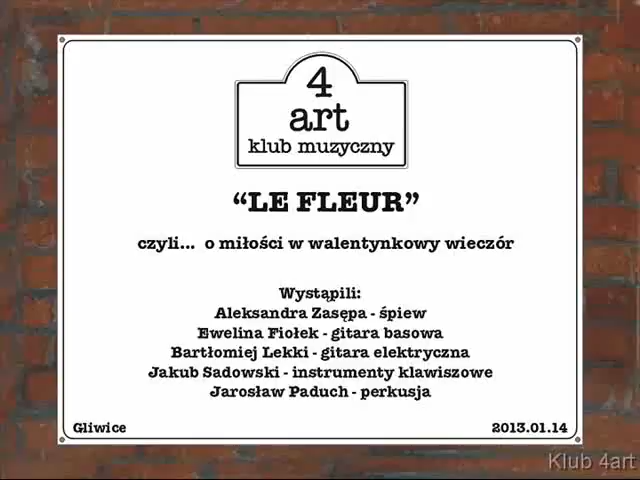 4
art
klub muzyczny
“LE FLEUR”
czyli... o miłości w walentynkowy wieczór
Wystąpili:
Aleksandra Zasępa - śpiew
Ewelina Fiołek - gitara basowa
Bartłomiej Lekki - gitara elektryczna
Jakub Sadowski - instrumenty klawiszowe
Jarosław Paduch - perkusja
Gliwice 2013.01.14
Klub 4art